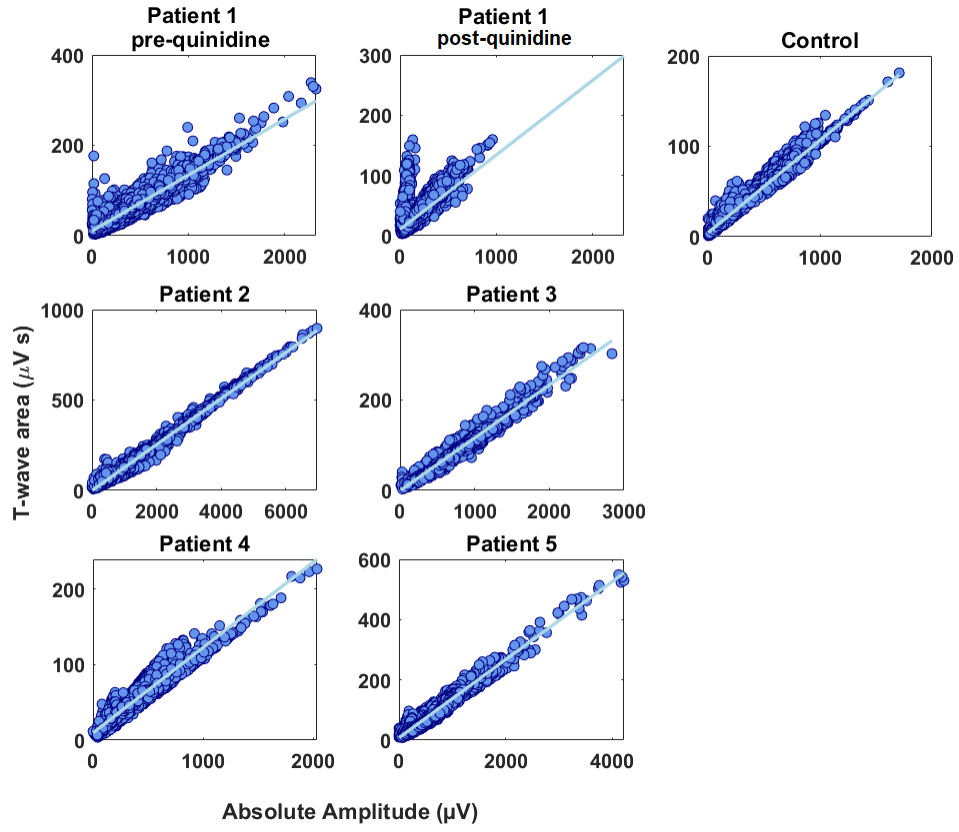 Patient 1
pre-quinidine
Patient 1
post-quinidine
Control
400
200
0
0 1000 2000
300
200
100
0
0 1000 2000
200
100
0
0 1000 2000
T-wave area (μV s)
Patient 2
1000
500
0
0 2000 4000 6000
Patient 3
400
200
0
0 1000 2000 3000
Patient 4
200
100
0
0 1000 2000
Patient 5
600
400
200
0
0 2000 4000
Absolute Amplitude (μV)